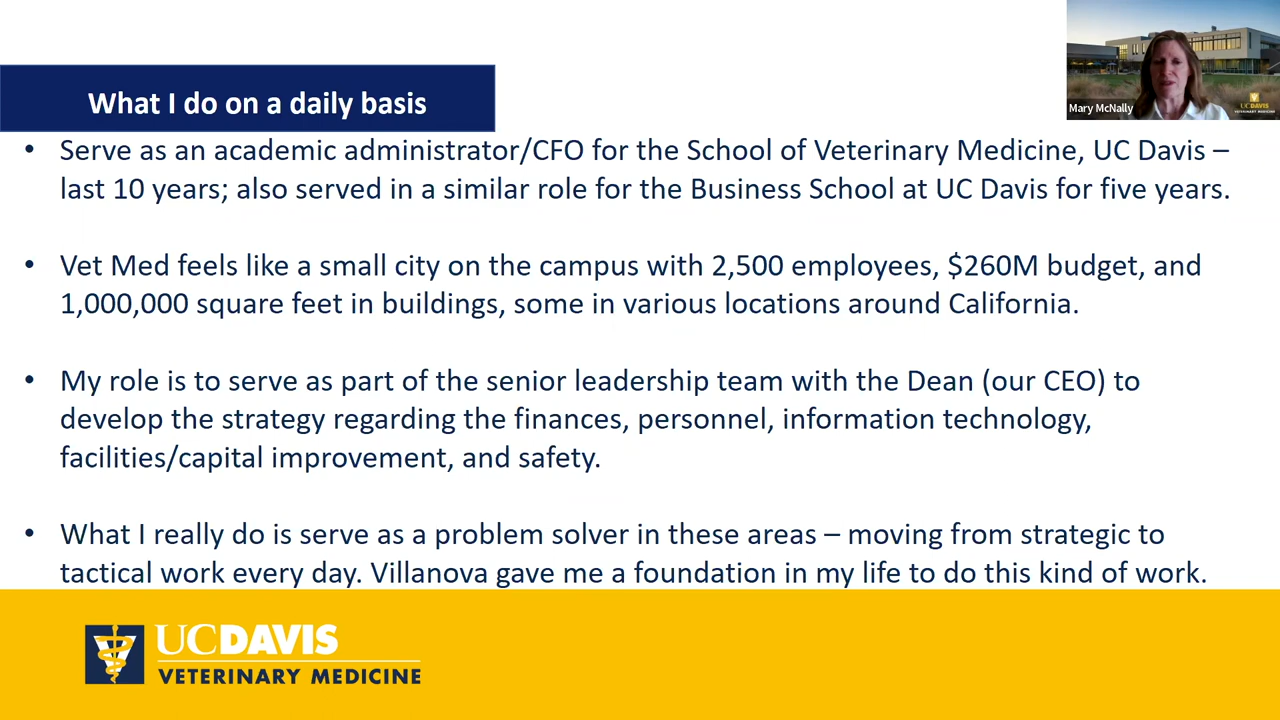 What I do on a daily basis
Mary McNally
UCDAVIS
VETERINARY MEDICINE
• Serve as an academic administrator/CFO for the School of Veterinary Medicine, UC Davis –
last 10 years; also served in a similar role for the Business School at UC Davis for five years.
• Vet Med feels like a small city on the campus with 2,500 employees, $260M budget, and
1,000,000 square feet in buildings, some in various locations around California.
• My role is to serve as part of the senior leadership team with the Dean (our CEO) to
develop the strategy regarding the finances, personnel, information technology,
facilities/capital improvement, and safety.
• What I really do is serve as a problem solver in these areas – moving from strategic to
tactical work every day. Villanova gave me a foundation in my life to do this kind of work.
UCDAVIS
VETERINARY MEDICINE